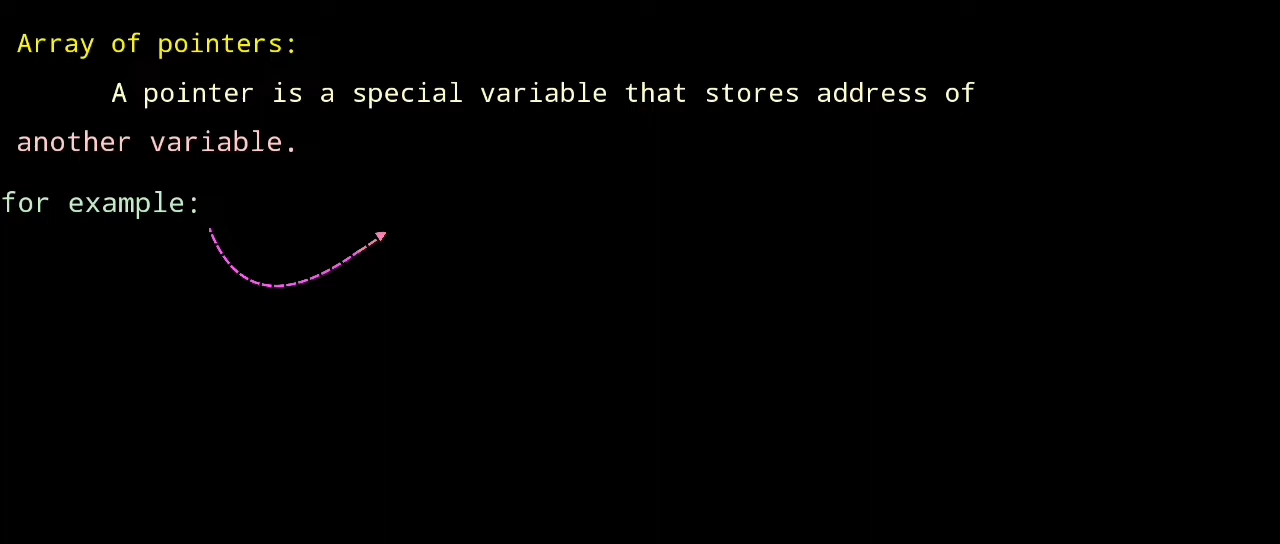 Array of pointers:
A pointer is a special variable that stores address of
another variable.
for example: